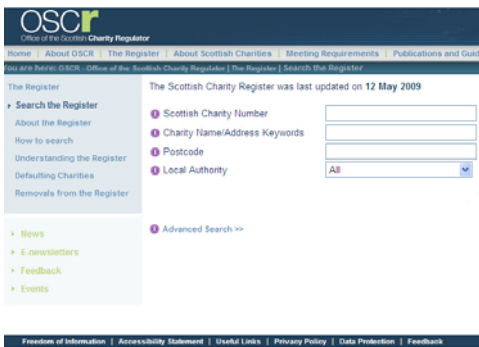 OSCr
Office of the Scottish Charity Regulator
Home | About OSCR | The Register | About Scottish Charities | Meeting Requirements | Publications and Guid
You are here: OSCR - Office of the Scottish Charity Regulator | The Register | Search the Register
The Register
Search the Register
About the Register
How to search
Understanding the Register
Defaulting Charities
Removals from the Register
News
E-newsletters
Feedback
Events
The Scottish Charity Register was last updated on 12 May 2009
Scottish Charity Number
Charity Name/Address Keywords
Postcode
Local Authority All
Advanced Search >>
Freedom of Information | Accessibility Statement | Useful Links | Privacy Policy | Data Protection | Feedback